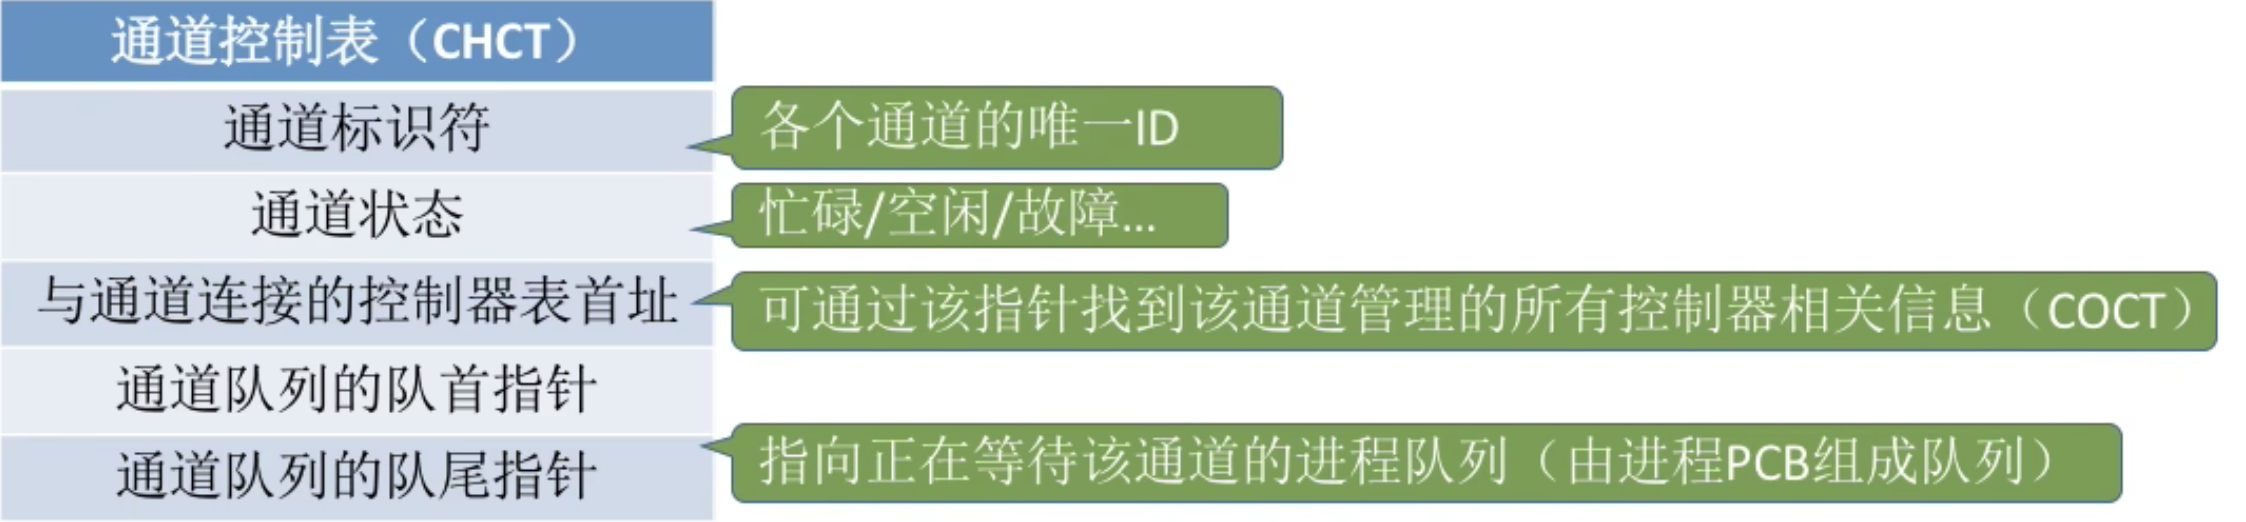 通道控制表（CHCT）
通道标识符
各个通道的唯一ID
通道状态
忙碌/空闲/故障...
与通道连接的控制器表首址
可通过该指针找到该通道管理的所有控制器相关信息（COCT）
通道队列的队首指针
通道队列的队尾指针
指向正在等待该通道的进程队列（由进程PCB组成队列）